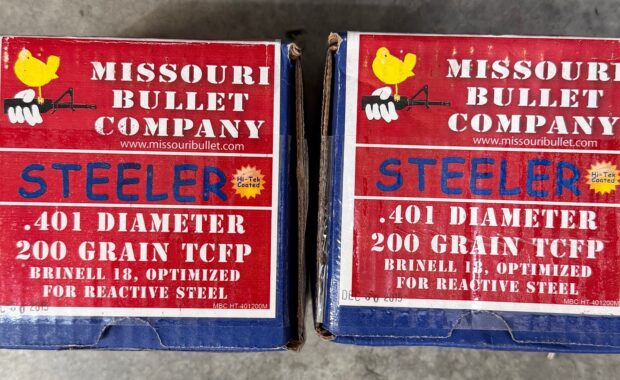 MISSOURI
BULLET
COMPANY
www.missouribullet.com
STEELER
Hi-Tek
Coated
.401 DIAMETER
200 GRAIN TCFP
BRINELL 18, OPTIMIZED
FOR REACTIVE STEEL
MBC HT-401200M
MISSOURI
BULLET
COMPANY
www.missouribullet.com
STEELER
Hi-Tek
Coated
.401 DIAMETER
200 GRAIN TCFP
BRINELL 18, OPTIMIZED
FOR REACTIVE STEEL
DEC 2015
MBC HT-401200M